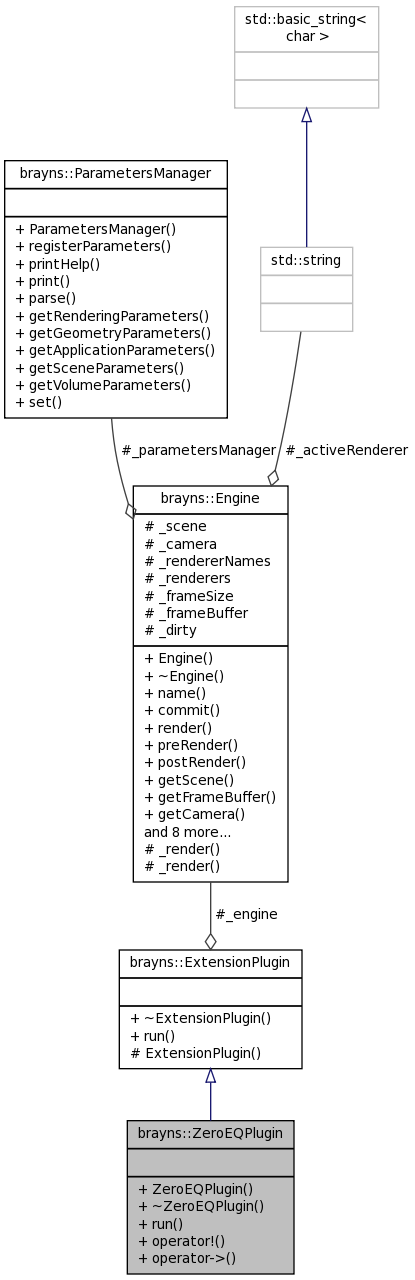 std::basic_string<
char >
brayns::ParametersManager
+ ParametersManager()
+ registerParameters()
+ printHelp()
+ print()
+ parse()
+ getRenderingParameters()
+ getGeometryParameters()
+ getApplicationParameters()
+ getSceneParameters()
+ getVolumeParameters()
+ set()
std::string
#_parametersManager
#_activeRenderer
brayns::Engine
# _scene
# _camera
# _rendererNames
# _renderers
# _frameSize
# _frameBuffer
# _dirty
+ Engine()
+ ~Engine()
+ name()
+ commit()
+ render()
+ preRender()
+ postRender()
+ getScene()
+ getFrameBuffer()
+ getCamera()
and 8 more...
# _render()
# _render()
#_engine
brayns::ExtensionPlugin
+ ~ExtensionPlugin()
+ run()
# ExtensionPlugin()
brayns::ZeroEQPlugin
+ ZeroEQPlugin()
+ ~ZeroEQPlugin()
+ run()
+ operator!()
+ operator->()